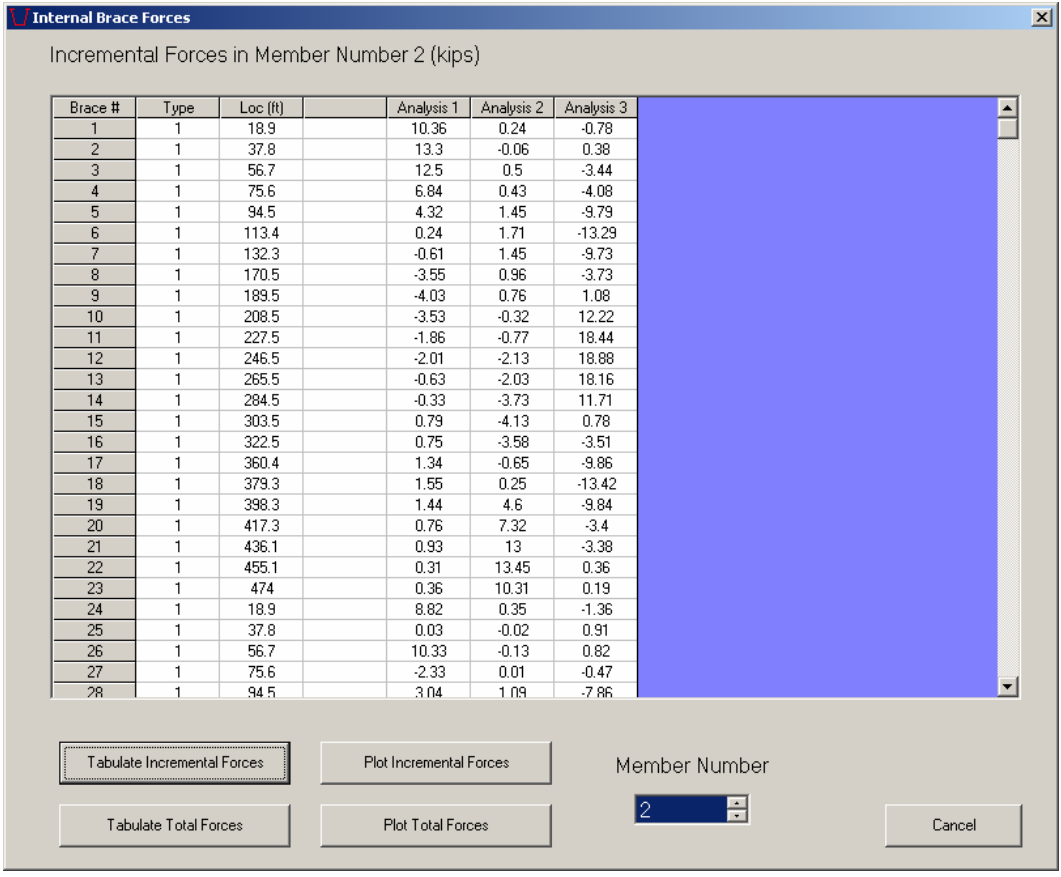 Internal Brace Forces
Incremental Forces in Member Number 2 (kips)
Brace # Type Loc (ft) Analysis 1 Analysis 2 Analysis 3
1 1 18.9 10.36 0.24 -0.78
2 1 37.8 13.3 -0.06 0.38
3 1 56.7 12.5 0.5 -3.44
4 1 75.6 6.84 0.43 -4.08
5 1 94.5 4.32 1.45 -9.79
6 1 113.4 0.24 1.71 -13.29
7 1 132.3 -0.61 1.45 -9.73
8 1 170.5 -3.55 0.96 -3.73
9 1 189.5 -4.03 0.76 1.08
10 1 208.5 -3.53 -0.32 12.22
11 1 227.5 -1.86 -0.77 18.44
12 1 246.5 -2.01 -2.13 18.88
13 1 265.5 -0.63 -2.03 18.16
14 1 284.5 -0.33 -3.73 11.71
15 1 303.5 0.79 -4.13 0.78
16 1 322.5 0.75 -3.58 -3.51
17 1 360.4 1.34 -0.65 -9.86
18 1 379.3 1.55 0.25 -13.42
19 1 398.3 1.44 4.6 -9.84
20 1 417.3 0.76 7.32 -3.4
21 1 436.1 0.93 13 -3.38
22 1 455.1 0.31 13.45 0.36
23 1 474 0.36 10.31 0.19
24 1 18.9 8.82 0.35 -1.36
25 1 37.8 0.03 -0.02 0.91
26 1 56.7 10.33 -0.13 0.82
27 1 75.6 -2.33 0.01 -0.47
28 1 94.5 3.04 1.09 -7.86
Tabulate Incremental Forces
Plot Incremental Forces
Member Number
2
Tabulate Total Forces
Plot Total Forces
Cancel